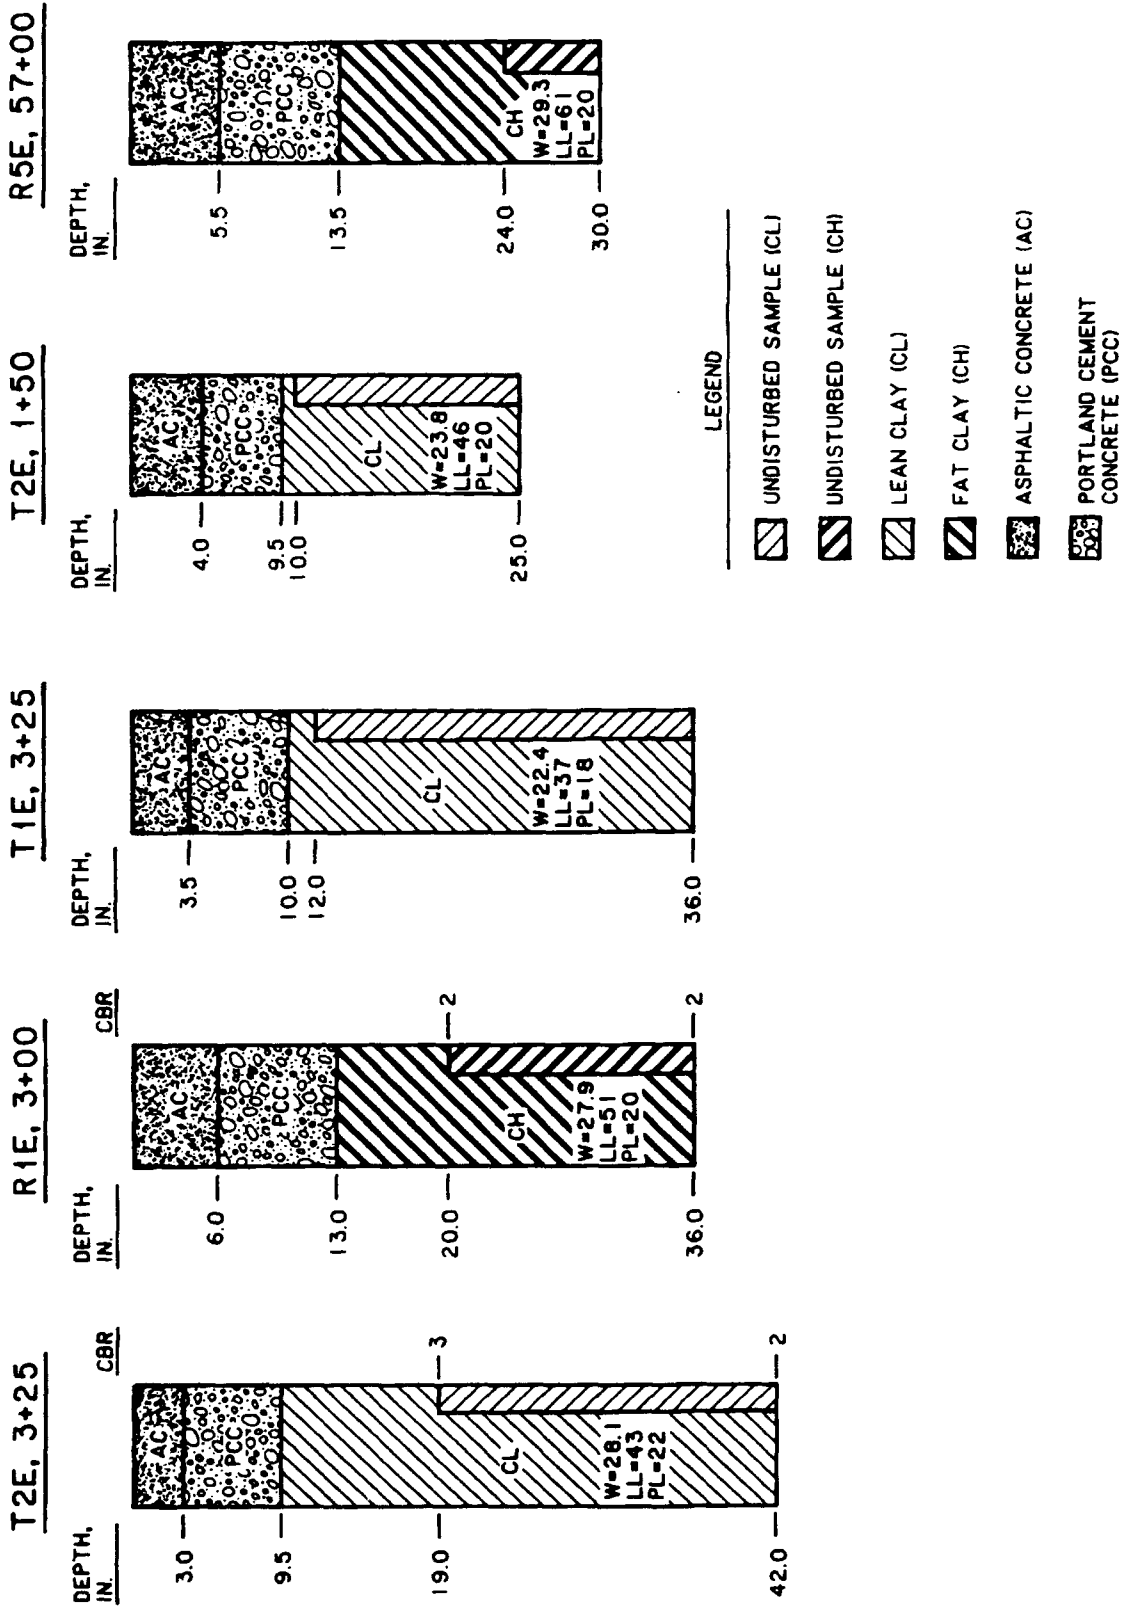 T2E, 3+25
DEPTH,
IN.
CBR
3.0
9.5
19.0
42.0
AC
PCC
CL
W=28.1
LL=43
PL=22
3
2
R1E, 3+00
DEPTH,
IN.
CBR
6.0
13.0
20.0
36.0
AC
PCC
CH
W=27.9
LL=51
PL=20
2
2
T1E, 3+25
DEPTH,
IN.
3.5
10.0
12.0
36.0
AC
PCC
CL
W=22.4
LL=37
PL=18
T2E, 1+50
DEPTH,
IN.
4.0
9.5
10.0
25.0
AC
PCC
CL
W=23.8
LL=46
PL=20
R5E, 57+00
DEPTH,
IN.
5.5
13.5
24.0
30.0
AC
PCC
CH
W=29.3
LL=61
PL=20
LEGEND
UNDISTURBED SAMPLE (CL)
UNDISTURBED SAMPLE (CH)
LEAN CLAY (CL)
FAT CLAY (CH)
ASPHALTIC CONCRETE (AC)
PORTLAND CEMENT
CONCRETE (PCC)